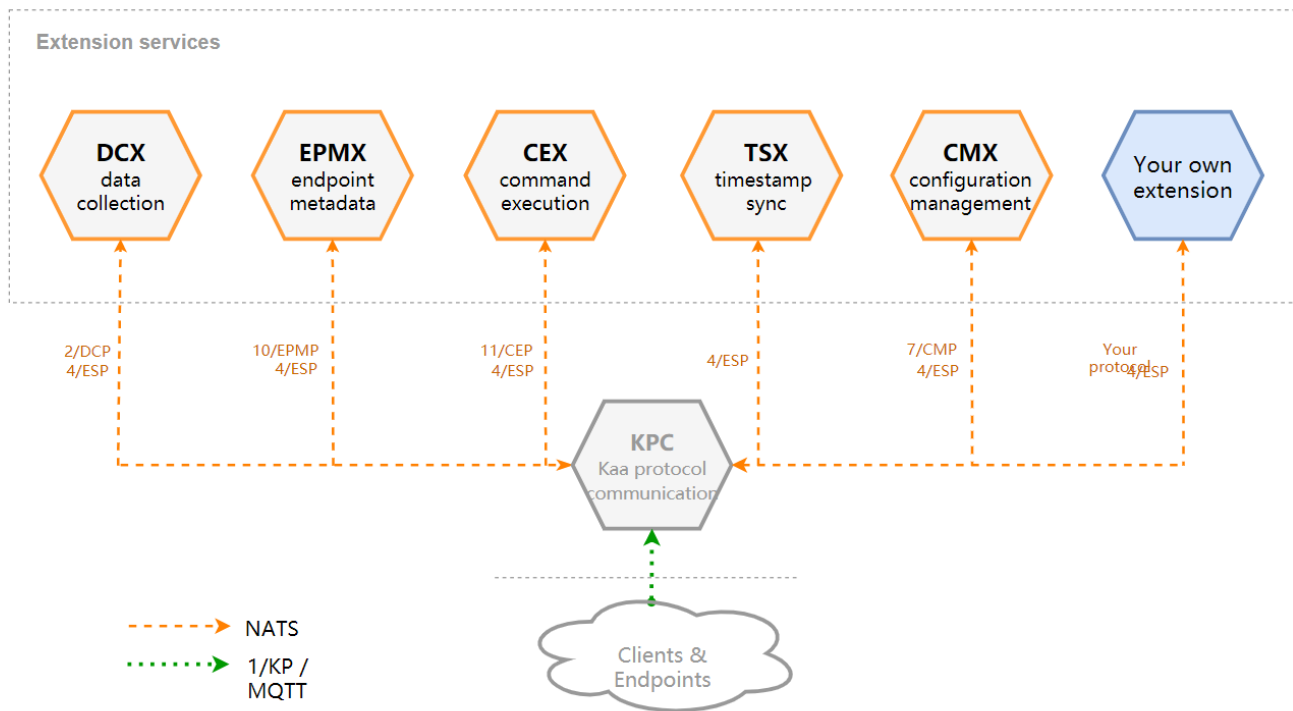 Extension services
DCX
data
collection
EPMX
endpoint
metadata
CEX
command
execution
TSX
timestamp
sync
CMX
configuration
management
Your own
extension
2/DCP
4/ESP
10/EPMP
4/ESP
11/CEP
4/ESP
4/ESP
7/CMP
4/ESP
Your
protocol
4/ESP
KPC
Kaa protocol
communication
NATS
1/KP /
MQTT
Clients &
Endpoints